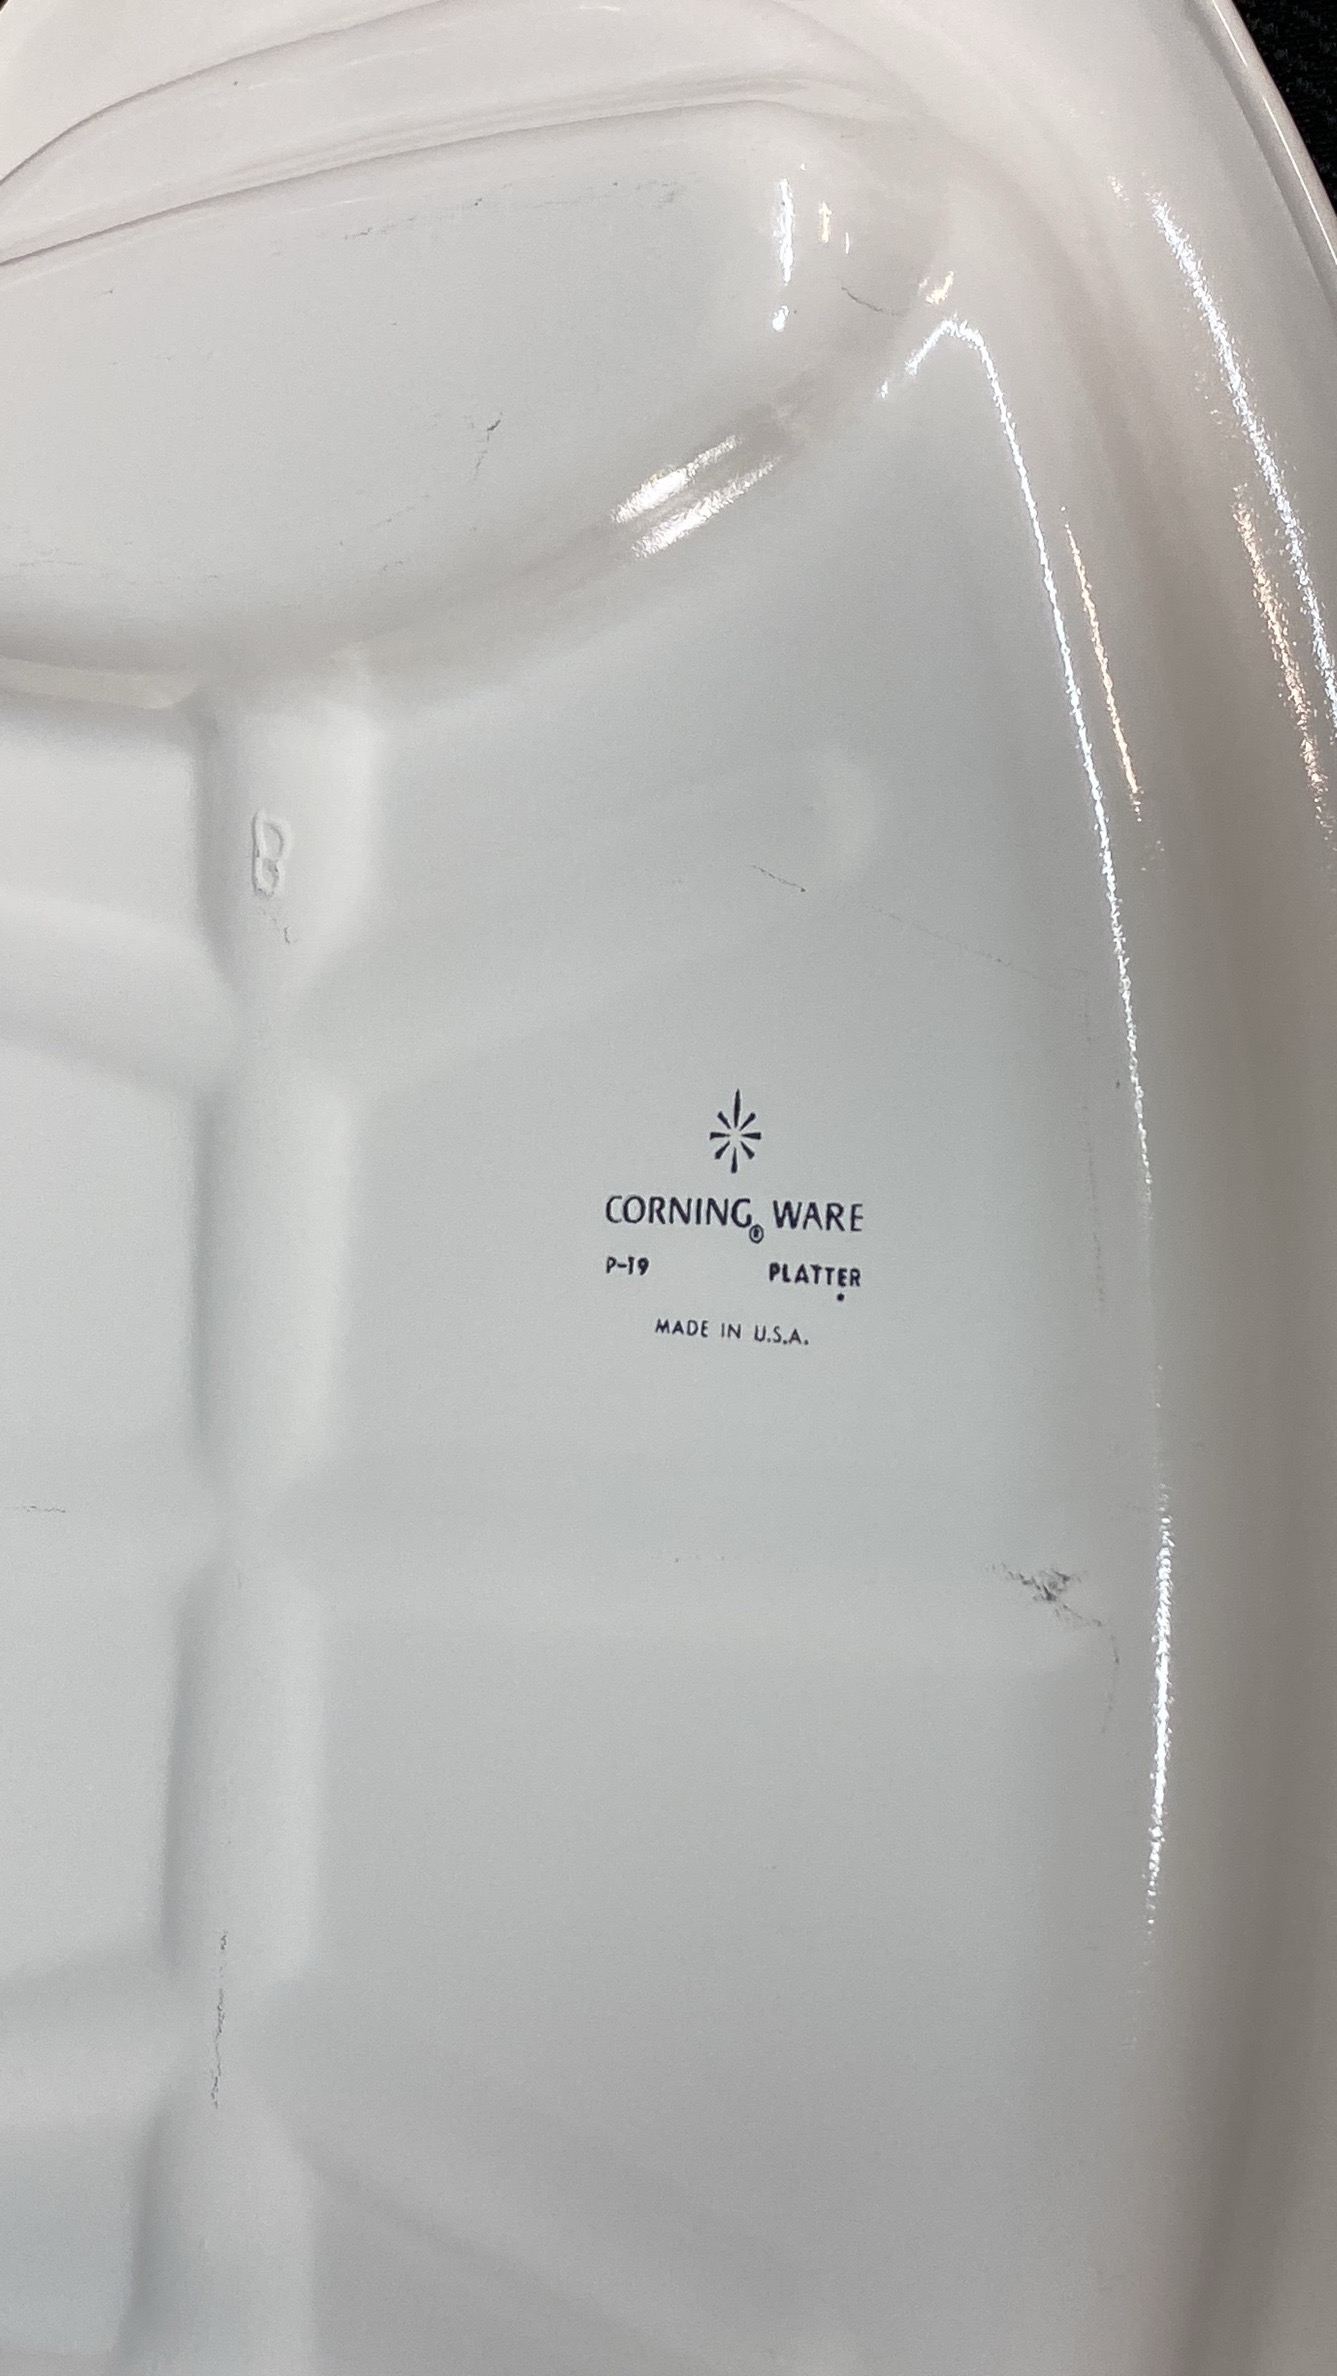 B
CORNING® WARE
P-19 PLATTER
MADE IN U.S.A.